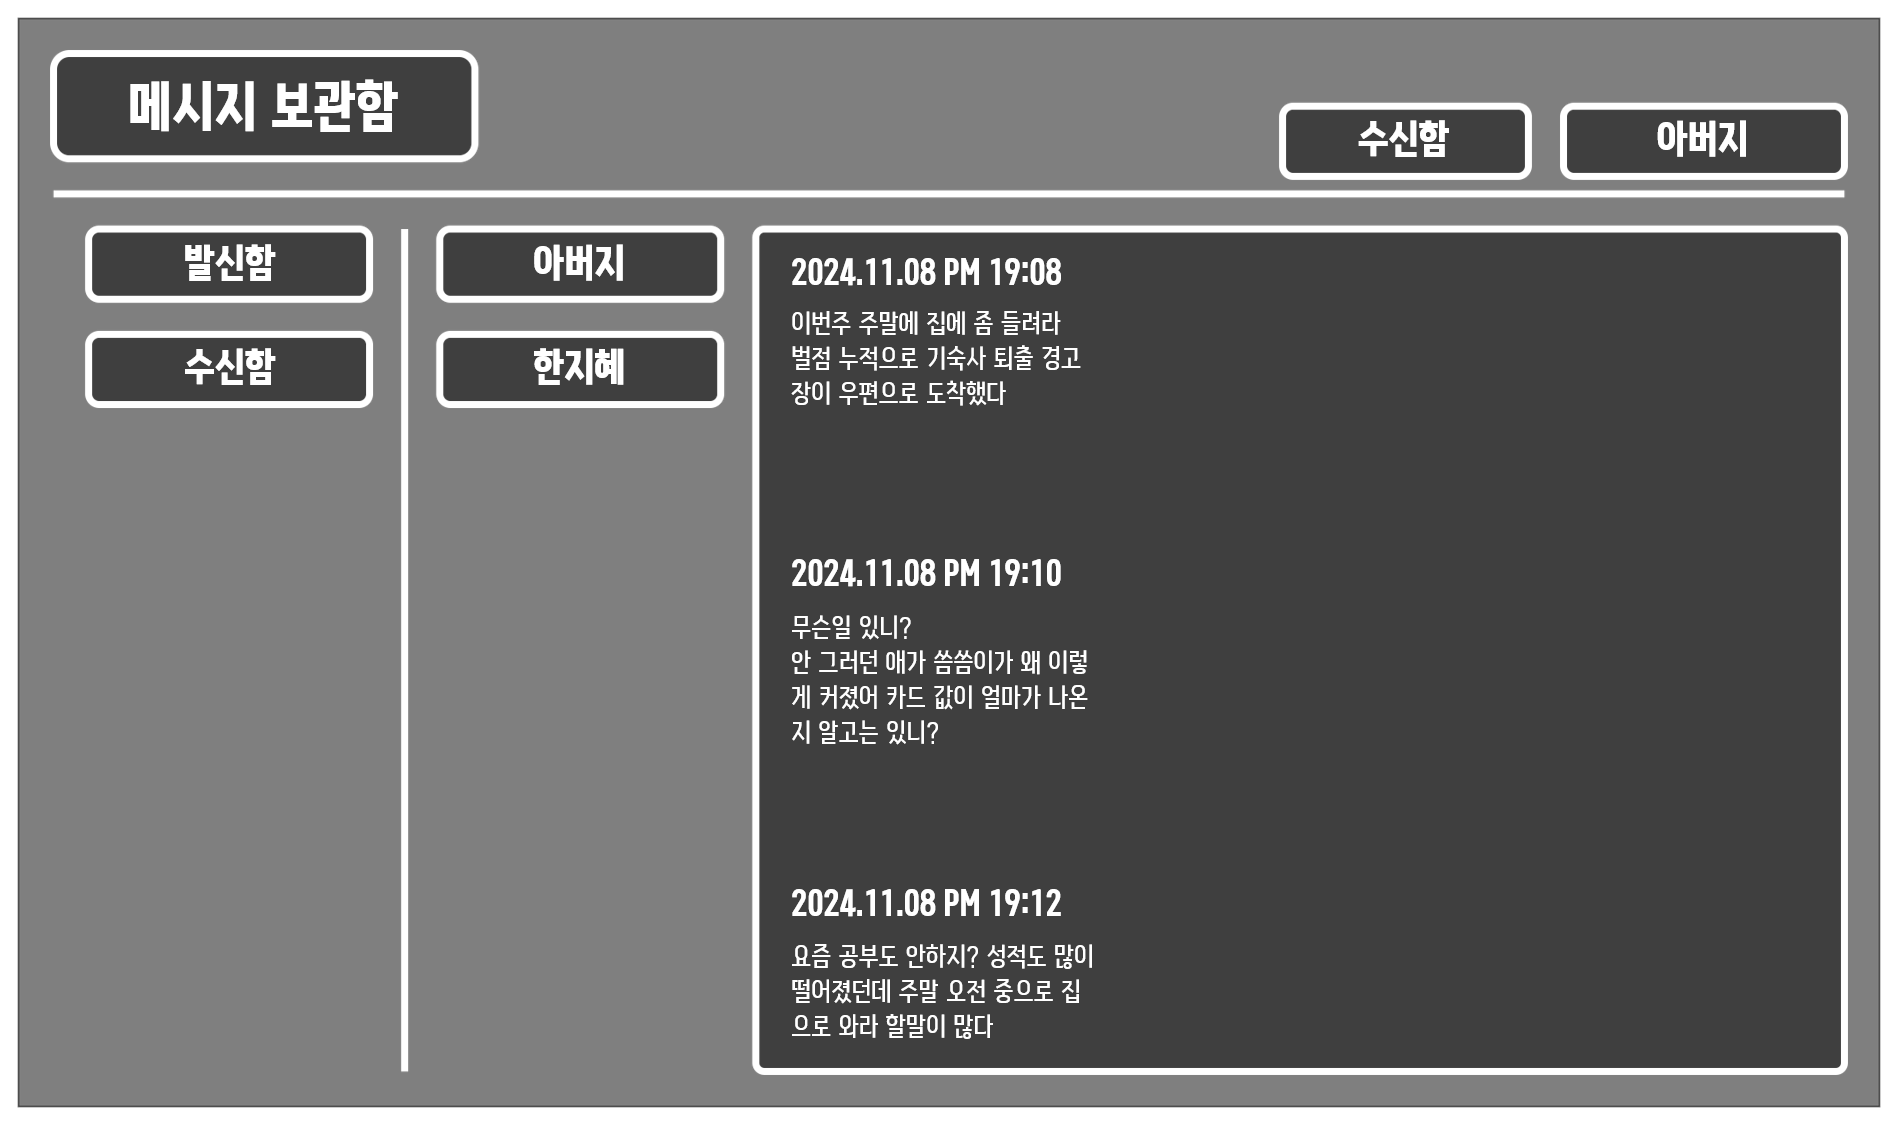 메시지 보관함
수신함
아버지
발신함
수신함
아버지
한지혜
2024.11.08 PM 19:08
이번주 주말에 집에 좀 들려라
벌점 누적으로 기숙사 퇴출 경고
장이 우편으로 도착했다
2024.11.08 PM 19:10
무슨일 있니?
안 그러던 애가 씀씀이가 왜 이렇
게 커졌어 카드 값이 얼마가 나온
지 알고는 있니?
2024.11.08 PM 19:12
요즘 공부도 안하지? 성적도 많이
떨어졌던데 주말 오전 중으로 집
으로 와라 할말이 많다